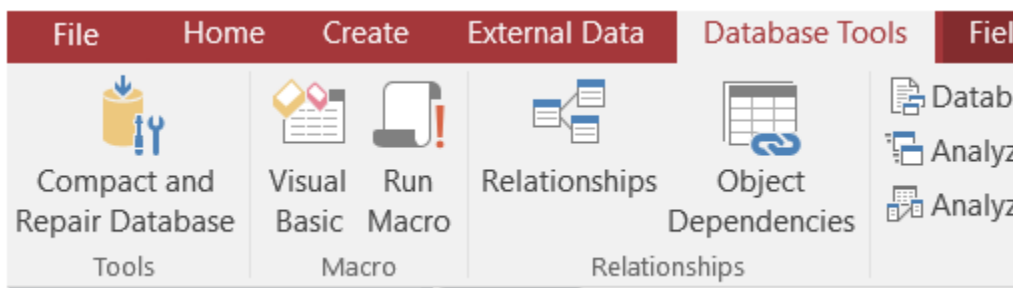 File Home Create External Data Database Tools
Compact and
Repair Database
Visual
Basic
Run
Macro
Relationships
Object
Dependencies
Tools
Macro
Relationships